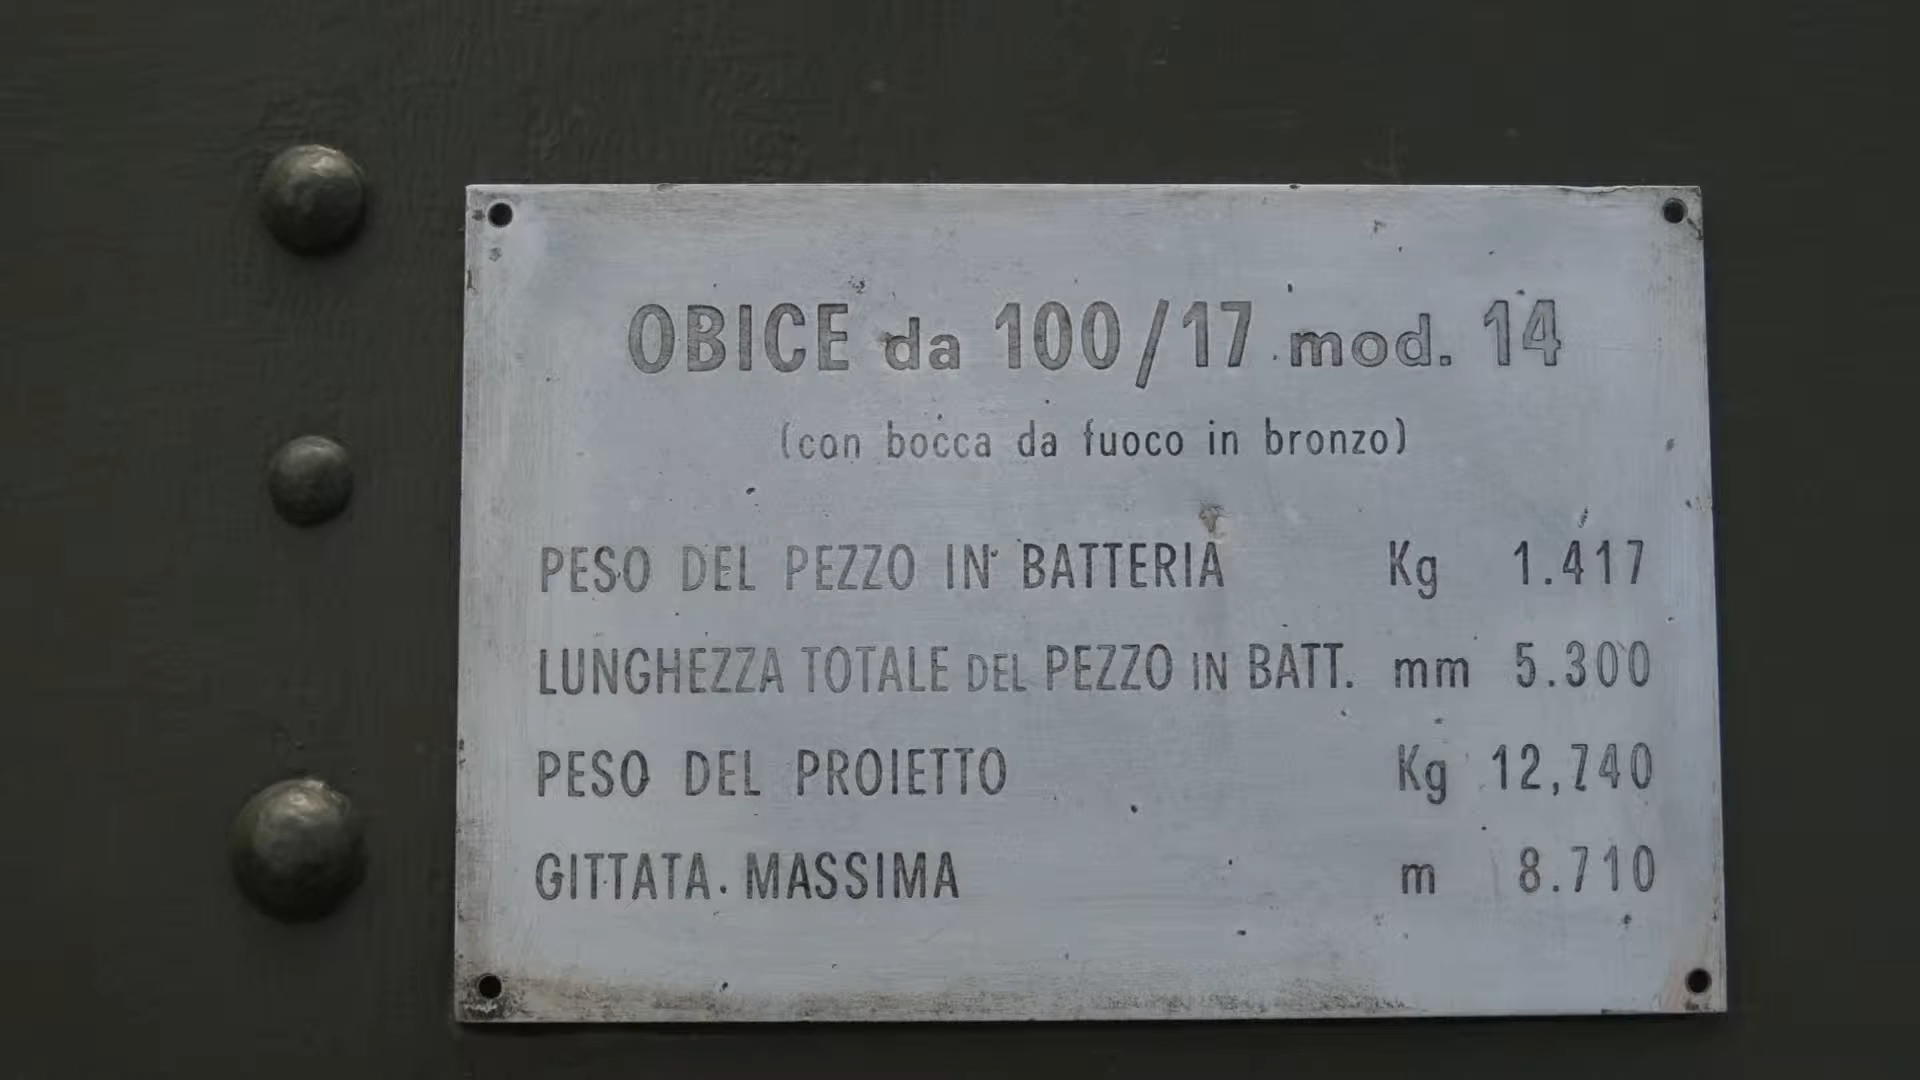 OBICE da 100/17 mod. 14
(con bocca da fuoco in bronzo)
PESO DEL PEZZO IN BATTERIA Kg 1.417
LUNGHEZZA TOTALE DEL PEZZO IN BATT. mm 5.300
PESO DEL PROIETTO Kg 12,740
GITTATA MASSIMA m 8.710